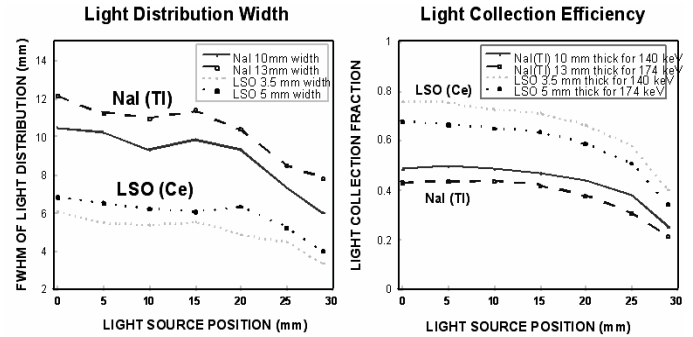 Light Distribution Width
FWHM OF LIGHT DISTRIBUTION (mm)
14
12
10
8
6
4
2
NaI 10mm width
NaI 13mm width
LSO 3.5 mm width
LSO 5 mm width
NaI (Tl)
LSO (Ce)
0 5 10 15 20 25 30
LIGHT SOURCE POSITION (mm)
Light Collection Efficiency
LIGHT COLLECTION FRACTION
1
0.8
0.6
0.4
0.2
0
NaI(Tl) 10 mm thick for 140 keV
NaI(Tl) 13 mm thick for 174 keV
LSO 3.5 mm thick for 140 keV
LSO 5 mm thick for 174 keV
LSO (Ce)
NaI (Tl)
0 5 10 15 20 25 30
LIGHT SOURCE POSITION (mm)